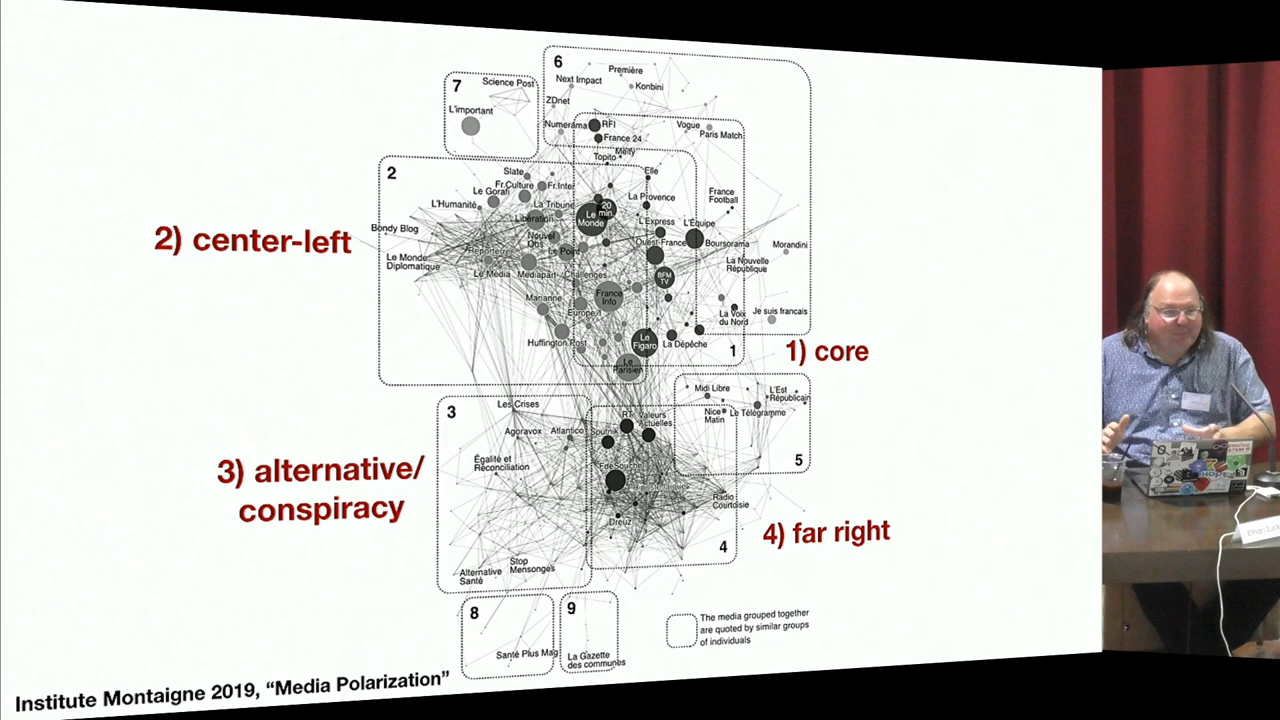 6
Première
Next Impact
Konbini
ZDnet
7
Science Post
L'important
Numerama
RFI
France 24
Vogue
Paris Match
Melty
Topito
2
Slate
Elle
Fr.Culture
Fr.Inter
Le Gorafi
L'Humanité
La Tribune
20
min.
La Provence
France
Football
Libération
Le
Monde
L'Express
L'Équipe
Bondy Blog
Nouvel
Obs
Ouest-France
Boursorama
Morandini
Reporterre
Le Point
Le Monde
Diplomatique
La Nouvelle
République
Le Média
Mediapart
Challenges
BFM
TV
Marianne
France
Info
Europe 1
La Voix
du Nord
Je suis francais
Huffington Post
Le
Figaro
La Dépêche
1
Le
Parisien
2) center-left
1) core
3
Les Crises
Midi Libre
L'Est
Républicain
RT
Valeurs
Actuelles
Nice
Matin
Le Télégramme
Agoravox
Atlantico
Sputnik
Égalité et
Réconciliation
FdeSouche
5
Radio
Courtoisie
Dreuz
4
3) alternative/
conspiracy
4) far right
Stop
Mensonges
Alternative
Santé
8
9
Santé Plus Mag
La Gazette
des communes
The media grouped together
are quoted by similar groups
of individuals
Institute Montaigne 2019, “Media Polarization”